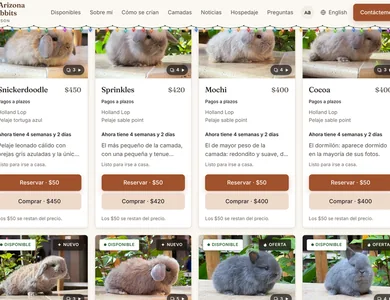 Arizona
bbits
Disponibles Sobre mí Cómo se crían Camadas Noticias Hospedaje Preguntas AB English Contácteme
3 4 4 4
Snickerdoodle $450
Pagos a plazos
Holland Lop
Pelaje tortuga azul
Ahora tiene 4 semanas y 2 días
Pelaje leonado cálido con
orejas gris azuladas y la únic...
Listo para irse a casa.
Reservar · $50
Comprar · $450
Los $50 se restan del precio.
Sprinkles $420
Pagos a plazos
Holland Lop
Pelaje sable point
Ahora tiene 4 semanas y 2 días
El más pequeño de la camada,
con una pequeña y tenue...
Listo para irse a casa.
Reservar · $50
Comprar · $420
Los $50 se restan del precio.
Mochi $400
Pagos a plazos
Holland Lop
Pelaje sable point
Ahora tiene 4 semanas y 2 días
El de mayor peso de la
camada: redondito y suave, d...
Listo para irse a casa.
Reservar · $50
Comprar · $400
Los $50 se restan del precio.
Cocoa $400
Pagos a plazos
Holland Lop
Pelaje sable point
Ahora tiene 4 semanas y 2 días
El dormilón: aparece dormido
en la mayoría de sus fotos.
Listo para irse a casa.
Reservar · $50
Comprar · $400
Los $50 se restan del precio.
DISPONIBLE NUEVO
DISPONIBLE NUEVO
DISPONIBLE OFERTA
DISPONIBLE OFERTA